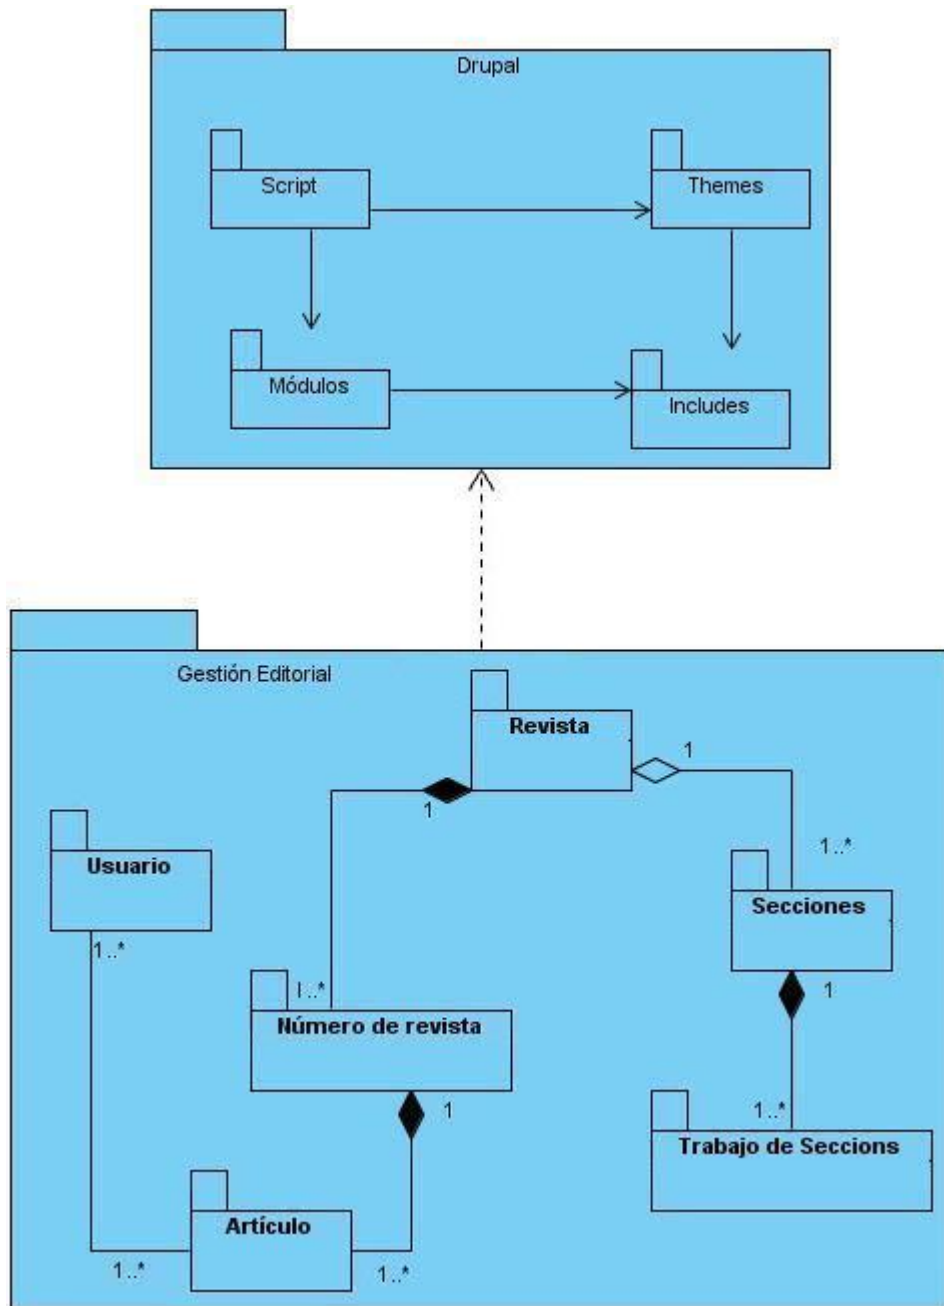 Drupal
Script
Themes
Módulos
Includes
Gestión Editorial
Revista
1
1
Usuario
1..*
1..*
Secciones
1
1..*
Número de revista
1
1..*
Trabajo de Seccions
Artículo
1..*
1..*